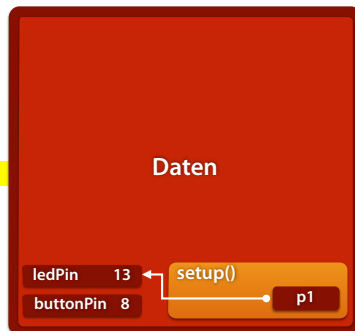 Daten
ledPin 13
setup()
buttonPin 8
p1